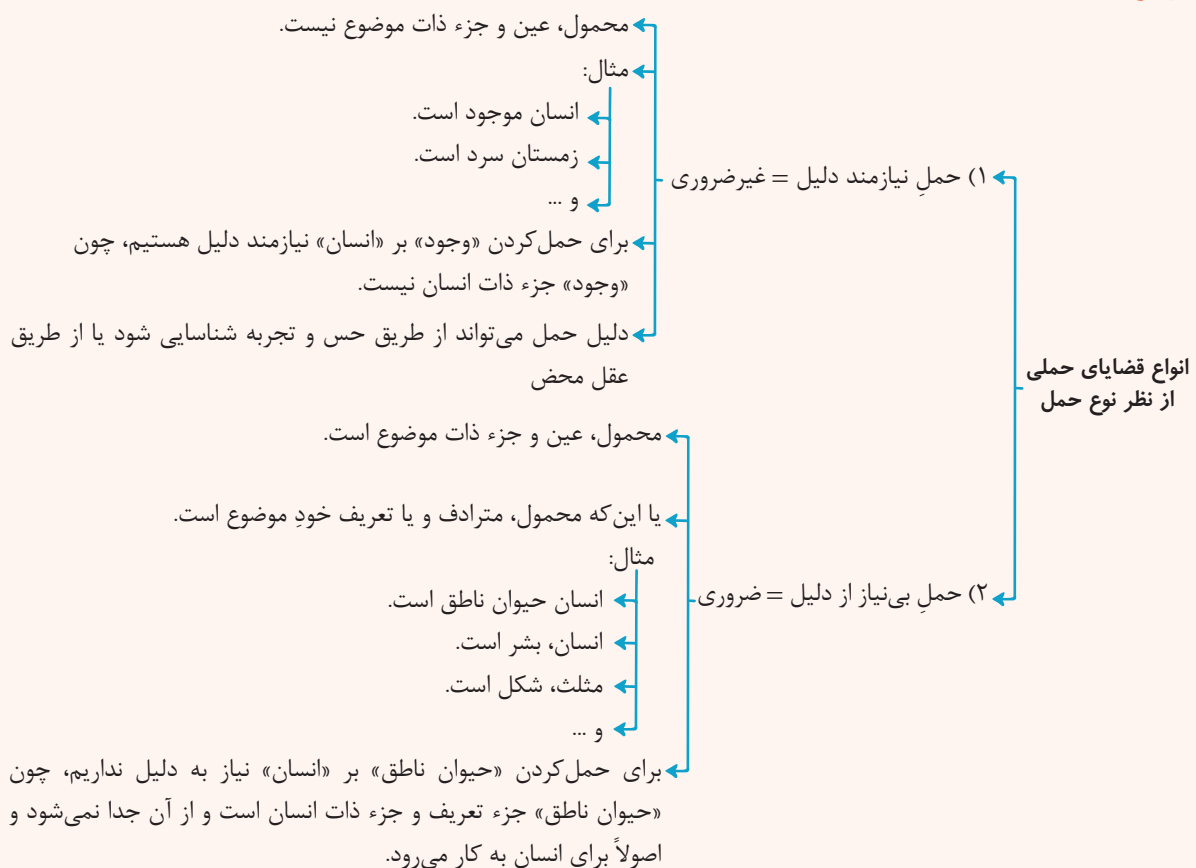 انواع قضایای حملی
از نظر نوع حمل
۱) حملِ نیازمند دلیل = غیرضروری
محمول، عین و جزء ذات موضوع نیست.
مثال:
انسان موجود است.
زمستان سرد است.
و ...
برای حمل‌کردن «وجود» بر «انسان» نیازمند دلیل هستیم، چون
«وجود» جزء ذات انسان نیست.
دلیل حمل می‌تواند از طریق حس و تجربه شناسایی شود یا از طریق
عقل محض
۲) حملِ بی‌نیاز از دلیل = ضروری
محمول، عین و جزء ذات موضوع است.
یا این‌که محمول، مترادف و یا تعریف خودِ موضوع است.
مثال:
انسان حیوان ناطق است.
انسان، بشر است.
مثلث، شکل است.
و ...
برای حمل‌کردن «حیوان ناطق» بر «انسان» نیاز به دلیل نداریم، چون
«حیوان ناطق» جزء تعریف و جزء ذات انسان است و از آن جدا نمی‌شود و
اصولاً برای انسان به کار می‌رود.